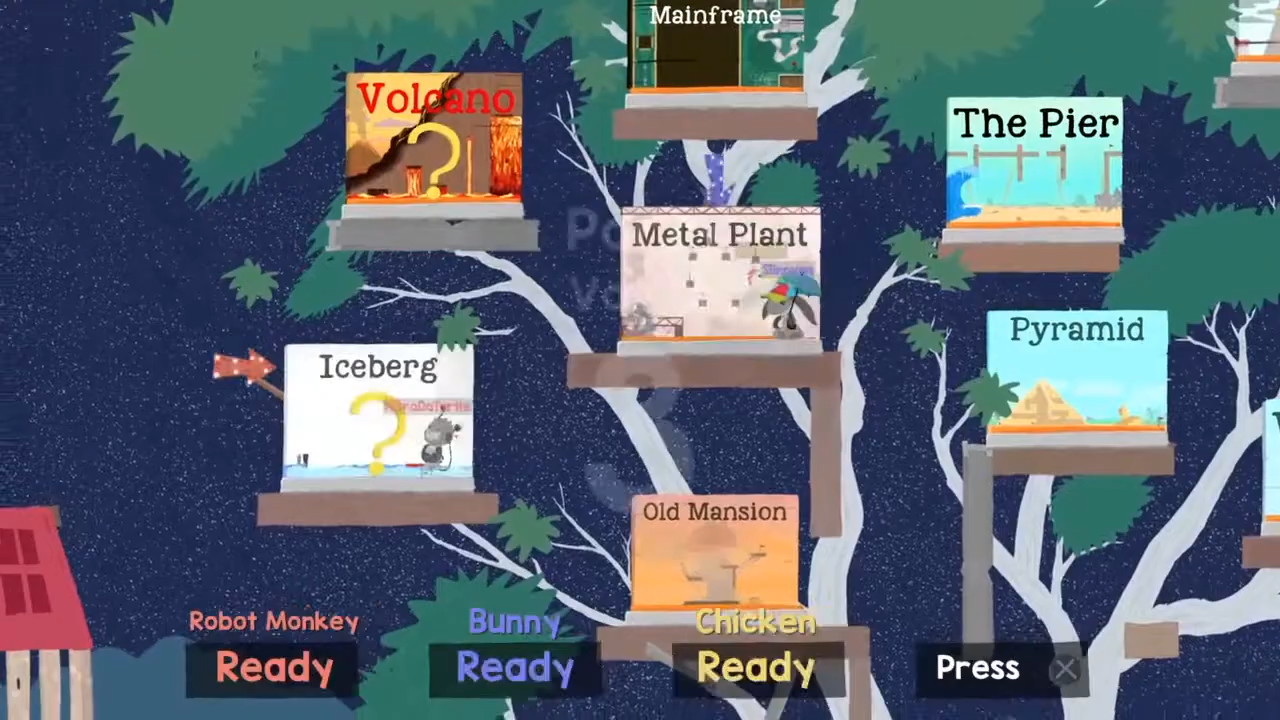 Mainframe
Volcano
?
The Pier
Metal Plant
Pyramid
Iceberg
?
Old Mansion
Robot Monkey
Bunny
Chicken
Ready
Ready
Ready
Press